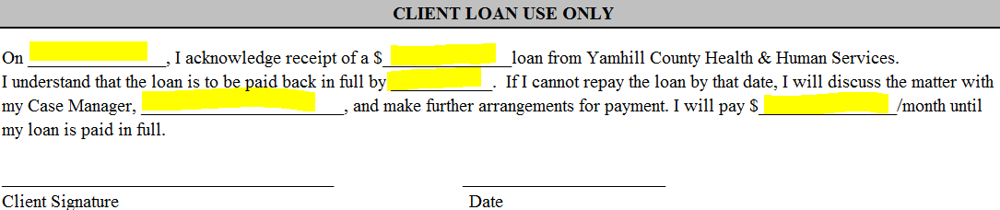 CLIENT LOAN USE ONLY
On ________________, I acknowledge receipt of a $_______________loan from Yamhill County Health & Human Services.
I understand that the loan is to be paid back in full by____________.  If I cannot repay the loan by that date, I will discuss the matter with
my Case Manager, ________________________, and make further arrangements for payment. I will pay $________________/month until
my loan is paid in full.
Client Signature Date